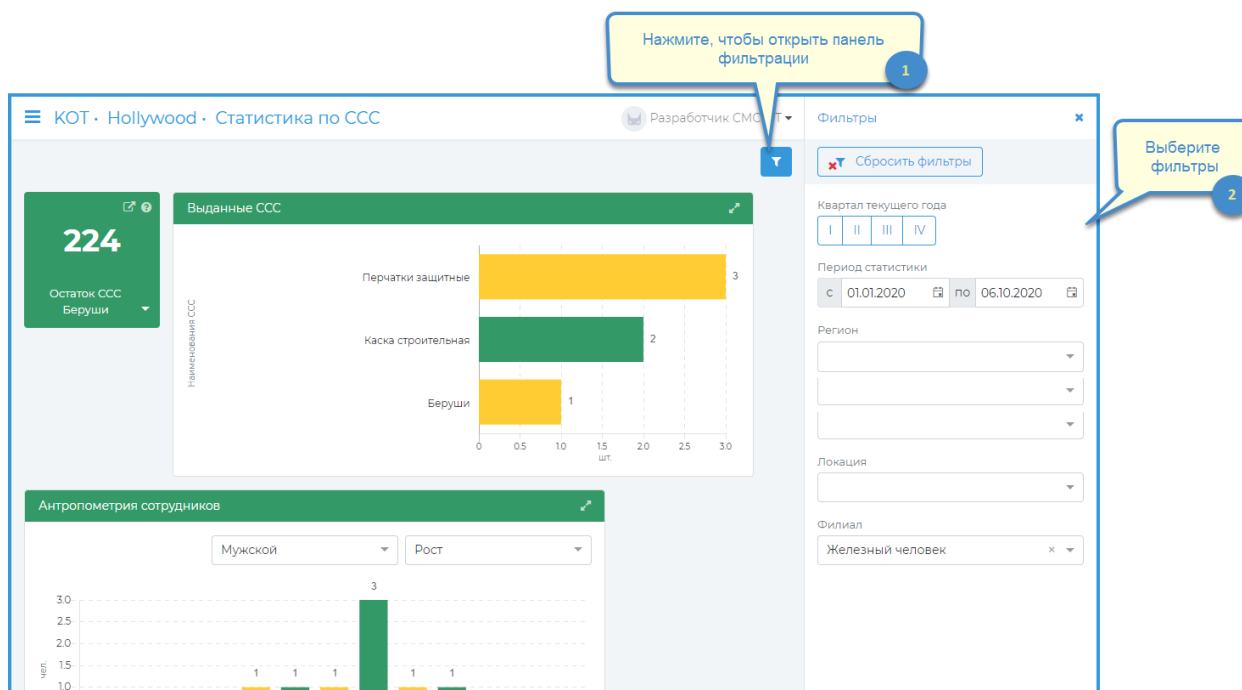 Нажмите, чтобы открыть панель
фильтрации
1
КОТ · Hollywood · Статистика по ССС
Разработчик СМ
Т
Фильтры
Сбросить фильтры
Выберите
фильтры
2
224
Остаток ССС
Беруши
Выданные ССС
Наименования ССС
Перчатки защитные
3
Каска строительная
2
Беруши
1
0
0.5
1.0
1.5
2.0
2.5
3.0
шт.
Квартал текущего года
I
II
III
IV
Период статистики
с 01.01.2020 по 06.10.2020
Регион
Локация
Филиал
Железный человек
Антропометрия сотрудников
Мужской
Рост
3
3.0
2.5
2.0
1.5
1.0
чел.
1
1
1
1
1